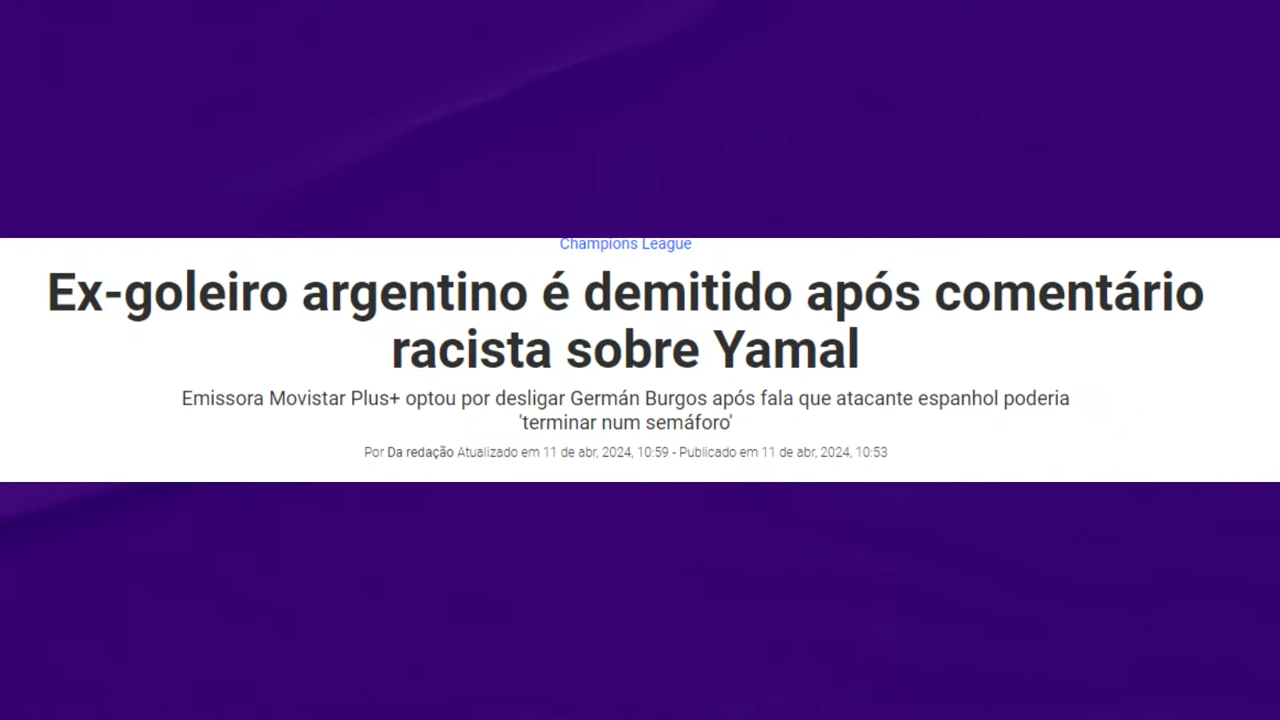 Champions League
Ex-goleiro argentino é demitido após comentário
racista sobre Yamal
Emissora Movistar Plus+ optou por desligar Germán Burgos após fala que atacante espanhol poderia
'terminar num semáforo'
Por Da redação Atualizado em 11 de abr, 2024, 10:59 - Publicado em 11 de abr, 2024, 10:53